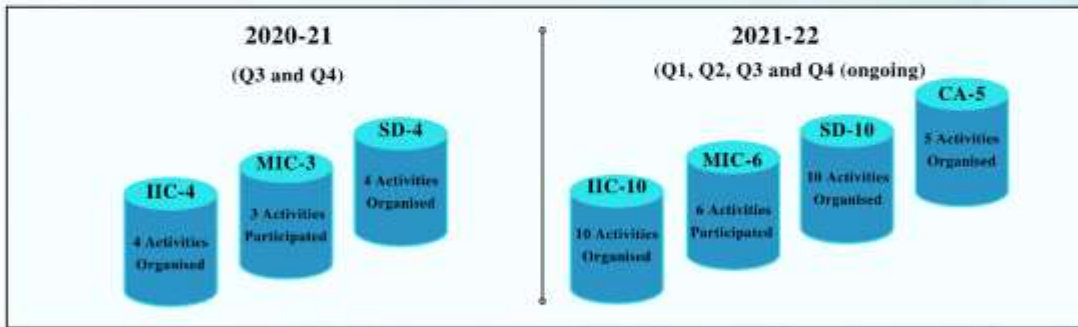 2020-21
(Q3 and Q4)
IIC-4
4 Activities
Organised
MIC-3
3 Activities
Participated
SD-4
4 Activities
Organised
2021-22
(Q1, Q2, Q3 and Q4 (ongoing)
IIC-10
10 Activities
Organised
MIC-6
6 Activities
Participated
SD-10
10 Activities
Organised
CA-5
5 Activities
Organised